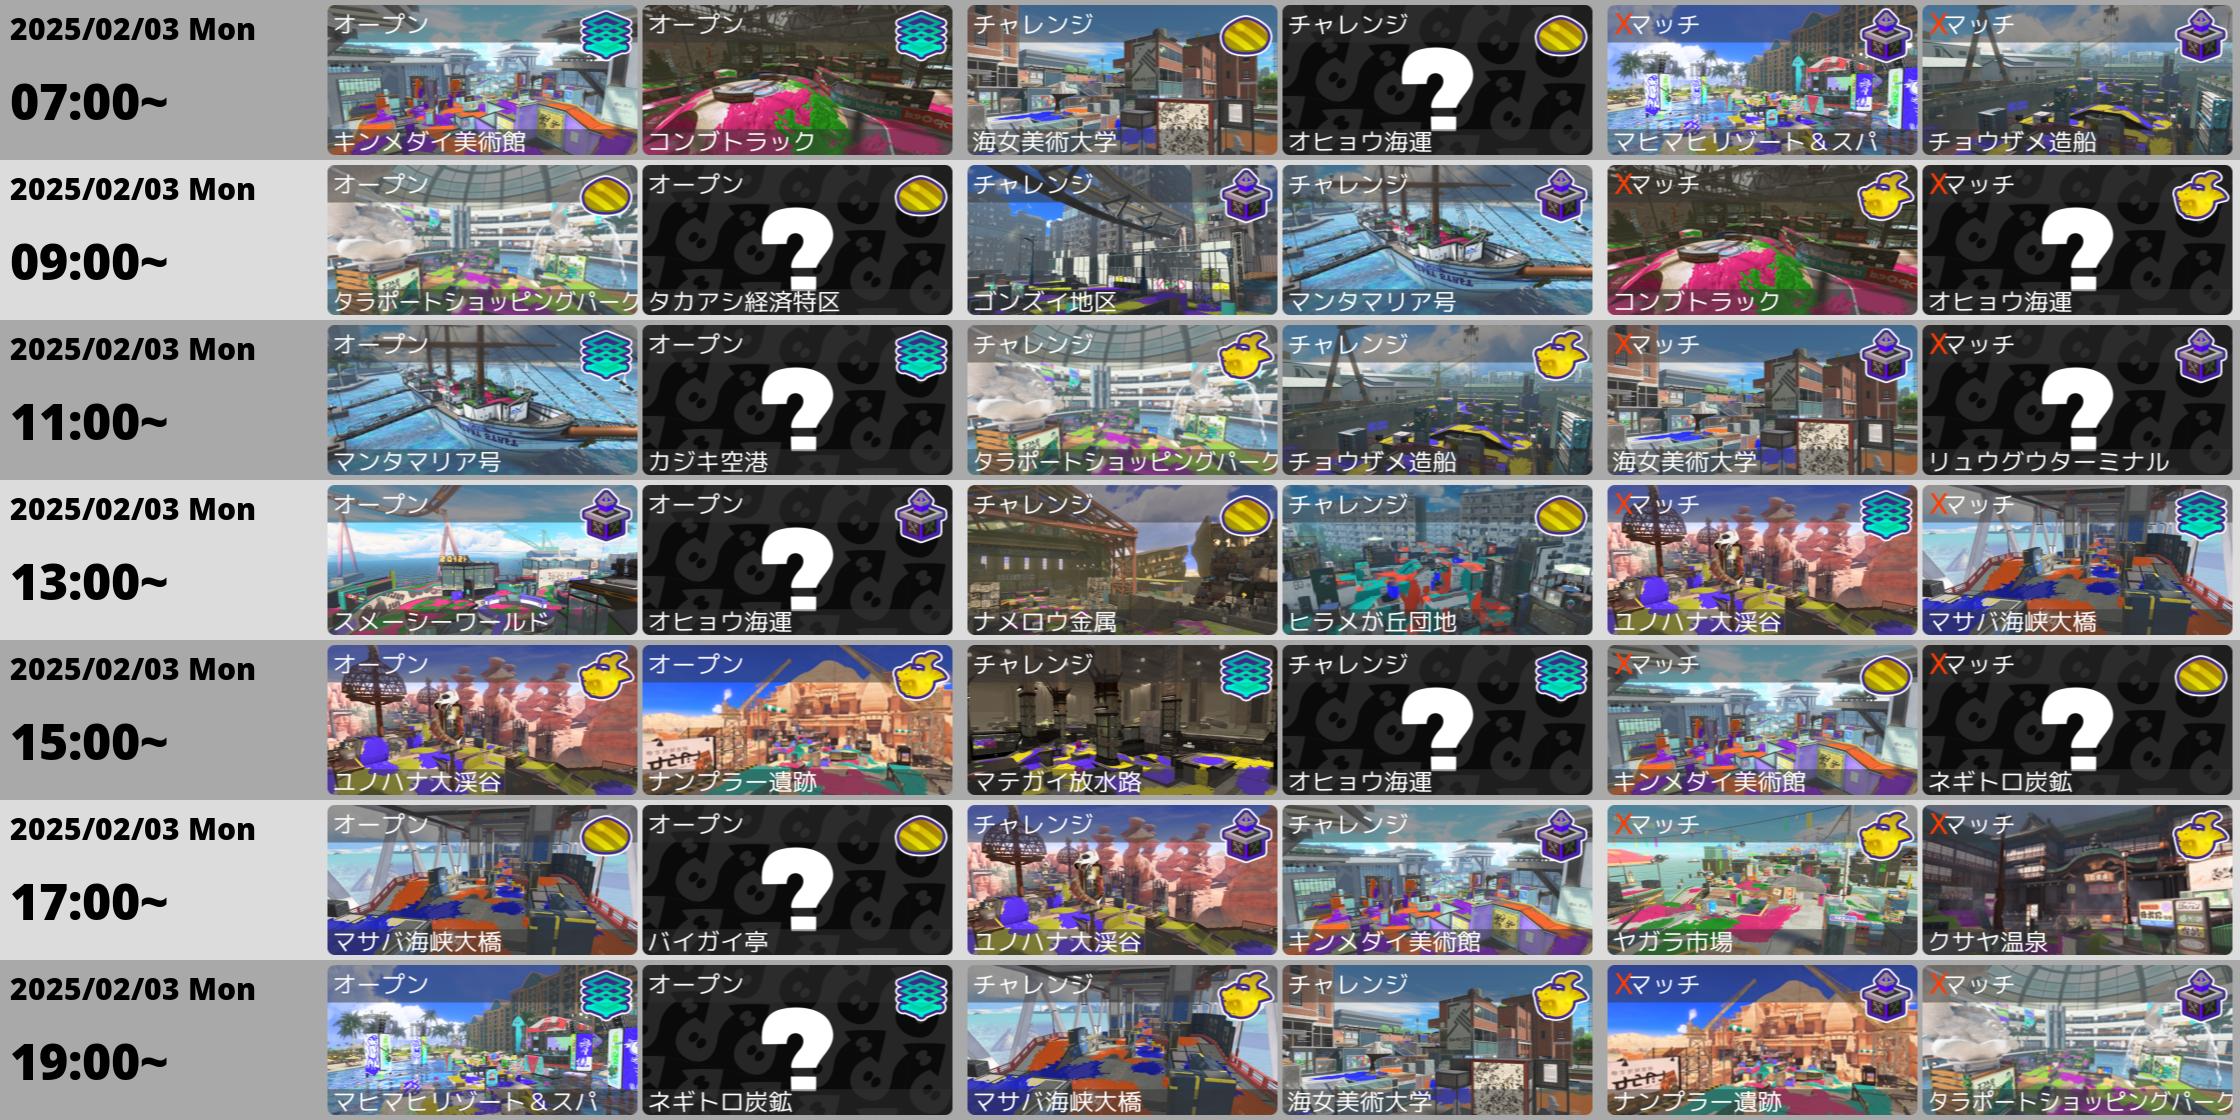 2025/02/03 Mon
07:00~
オープン
キンメダイ美術館
オープン
コンブトラック
チャレンジ
海女美術大学
チャレンジ
オヒョウ海運
Xマッチ
マヒマヒリゾート＆スパ
Xマッチ
チョウザメ造船
2025/02/03 Mon
09:00~
オープン
タラポートショッピングパーク
オープン
タカアシ経済特区
チャレンジ
ゴンズイ地区
チャレンジ
マンタマリア号
Xマッチ
コンブトラック
Xマッチ
オヒョウ海運
2025/02/03 Mon
11:00~
オープン
マンタマリア号
オープン
カジキ空港
チャレンジ
タラポートショッピングパーク
チャレンジ
チョウザメ造船
Xマッチ
海女美術大学
Xマッチ
リュウグウターミナル
2025/02/03 Mon
13:00~
オープン
スメーシーワールド
オープン
オヒョウ海運
チャレンジ
ナメロウ金属
チャレンジ
ヒラメが丘団地
Xマッチ
ユノハナ大渓谷
Xマッチ
マサバ海峡大橋
2025/02/03 Mon
15:00~
オープン
ユノハナ大渓谷
オープン
ナンプラー遺跡
チャレンジ
マテガイ放水路
チャレンジ
オヒョウ海運
Xマッチ
キンメダイ美術館
Xマッチ
ネギトロ炭鉱
2025/02/03 Mon
17:00~
オープン
マサバ海峡大橋
オープン
バイガイ亭
チャレンジ
ユノハナ大渓谷
チャレンジ
キンメダイ美術館
Xマッチ
ヤガラ市場
Xマッチ
クサヤ温泉
2025/02/03 Mon
19:00~
オープン
マヒマヒリゾート＆スパ
オープン
ネギトロ炭鉱
チャレンジ
マサバ海峡大橋
チャレンジ
海女美術大学
Xマッチ
ナンプラー遺跡
Xマッチ
タラポートショッピングパーク